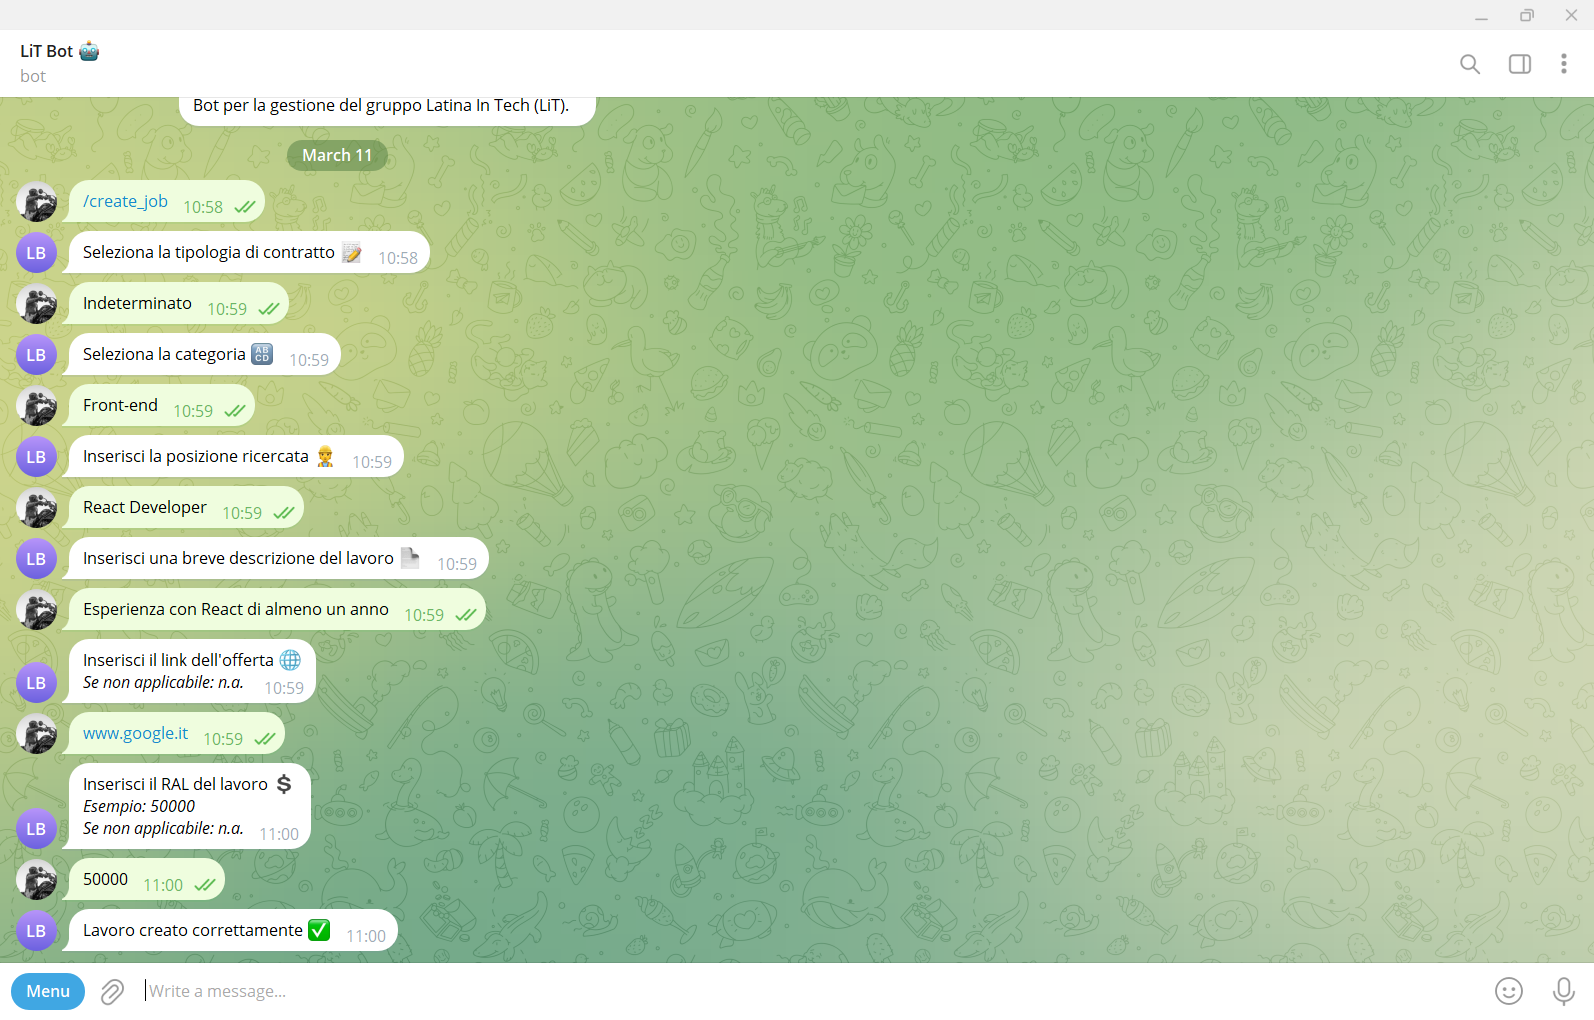 LiT Bot 🤖
bot
Bot per la gestione del gruppo Latina In Tech (LiT).
March 11
/create_job 10:58
LB
Seleziona la tipologia di contratto 📝 10:58
Indeterminato 10:59
LB
Seleziona la categoria 🔠 10:59
Front-end 10:59
LB
Inserisci la posizione ricercata 👷‍♂️ 10:59
React Developer 10:59
LB
Inserisci una breve descrizione del lavoro 📄 10:59
Esperienza con React di almeno un anno 10:59
Inserisci il link dell'offerta 🌐
LB
Se non applicabile: n.a. 10:59
www.google.it 10:59
Inserisci il RAL del lavoro 💲
Esempio: 50000
LB
Se non applicabile: n.a. 11:00
50000 11:00
LB
Lavoro creato correttamente ✅ 11:00
Menu
Write a message...